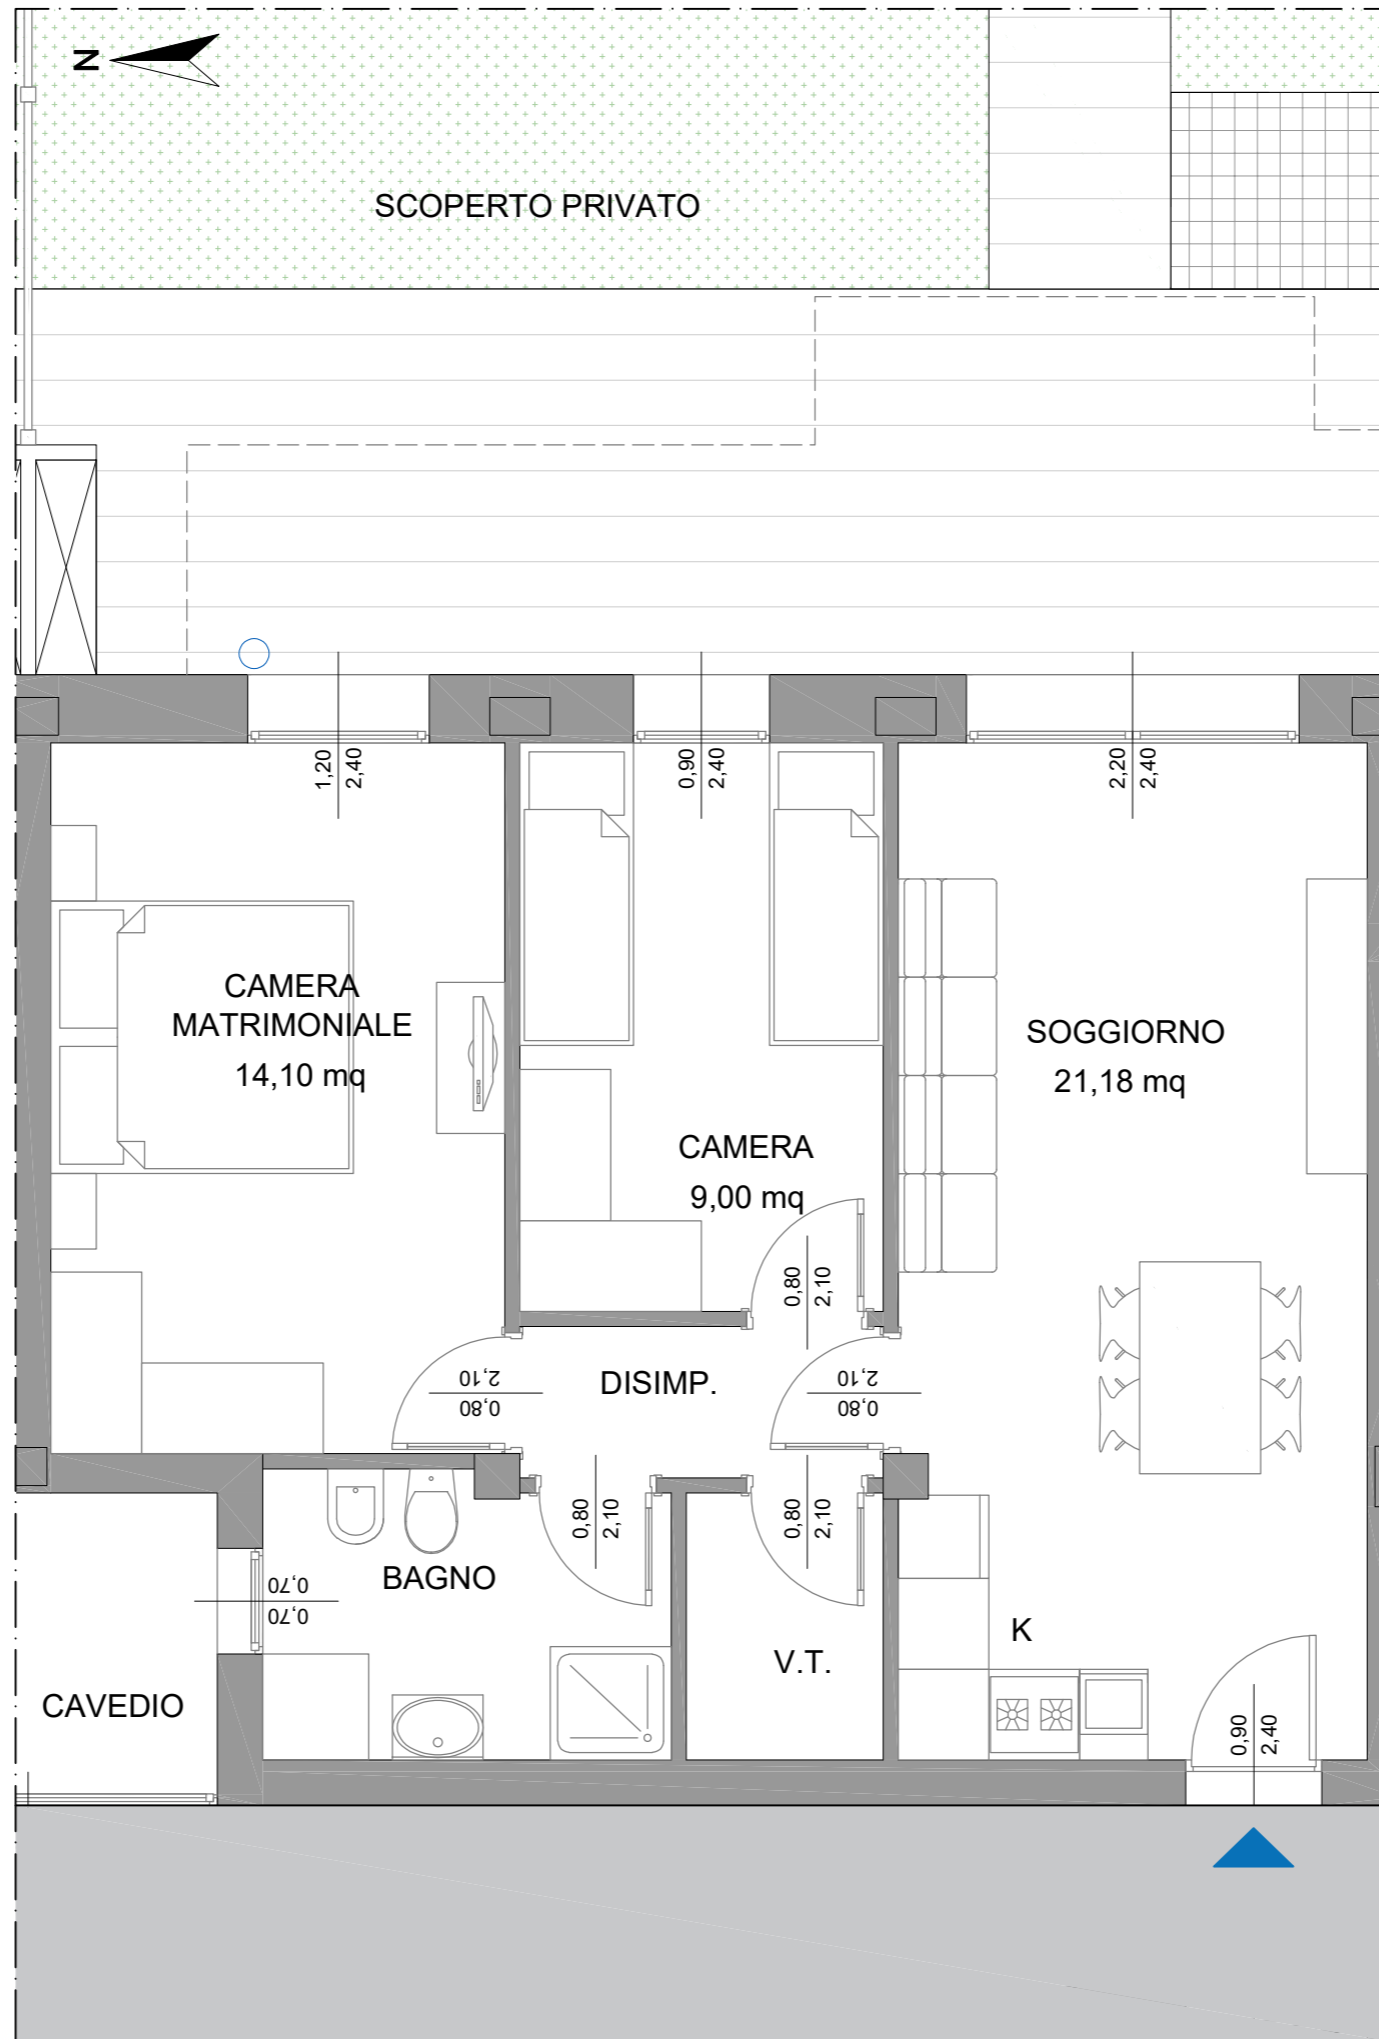 N
SCOPERTO PRIVATO
1,20
2,40
0,90
2,40
2,20
2,40
CAMERA
MATRIMONIALE
14,10 mq
SOGGIORNO
21,18 mq
CAMERA
9,00 mq
0,80
2,10
DISIMP.
0,80
2,10
0,80
2,10
0,80
2,10
0,80
2,10
BAGNO
0,70
0,70
K
V.T.
CAVEDIO
0,90
2,40